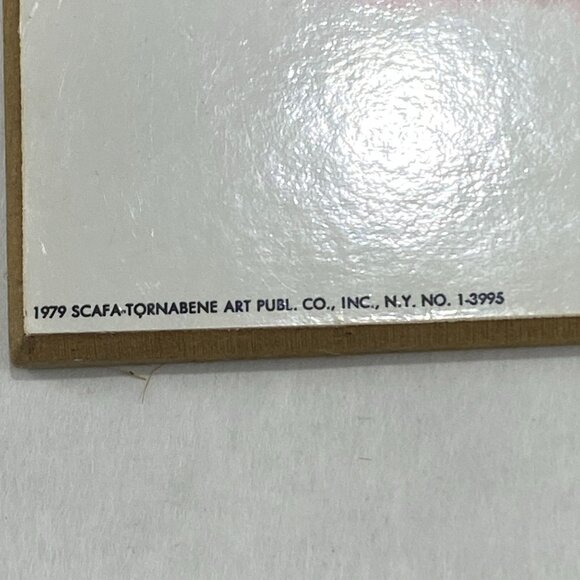 1979 SCAFA-TORNABENE ART PUBL. CO., INC., N.Y. NO. 1-3995